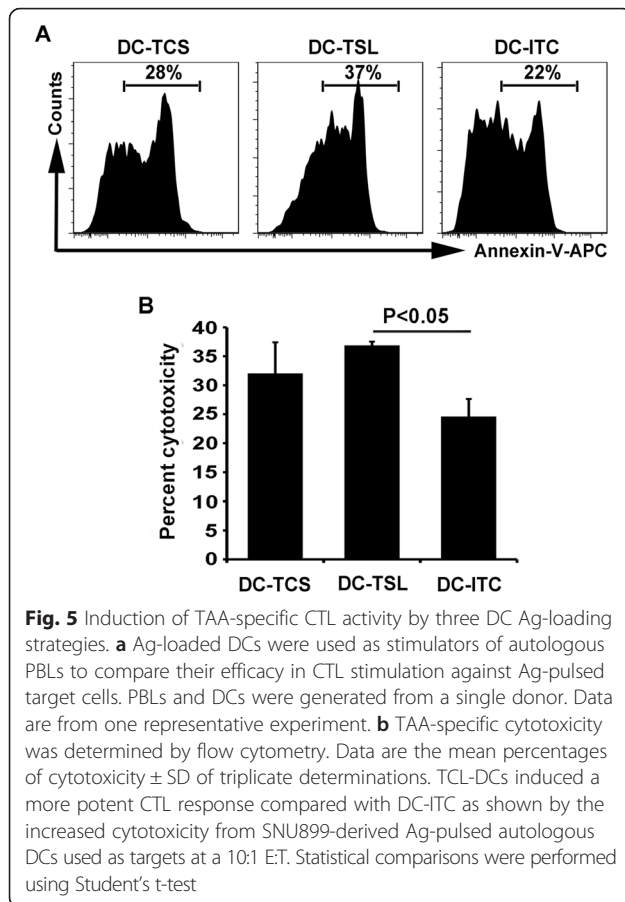 A
DC-TCS DC-TSL DC-ITC
28% 37% 22%
Counts
Annexin-V-APC
B
P<0.05
40
35
30
25
20
15
10
5
0
Percent cytotoxicity
DC-TCS DC-TSL DC-ITC
Fig. 5 Induction of TAA-specific CTL activity by three DC Ag-loading
strategies. a Ag-loaded DCs were used as stimulators of autologous
PBLs to compare their efficacy in CTL stimulation against Ag-pulsed
target cells. PBLs and DCs were generated from a single donor. Data
are from one representative experiment. b TAA-specific cytotoxicity
was determined by flow cytometry. Data are the mean percentages
of cytotoxicity ± SD of triplicate determinations. TCL-DCs induced a
more potent CTL response compared with DC-ITC as shown by the
increased cytotoxicity from SNU899-derived Ag-pulsed autologous
DCs used as targets at a 10:1 E:T. Statistical comparisons were performed
using Student's t-test